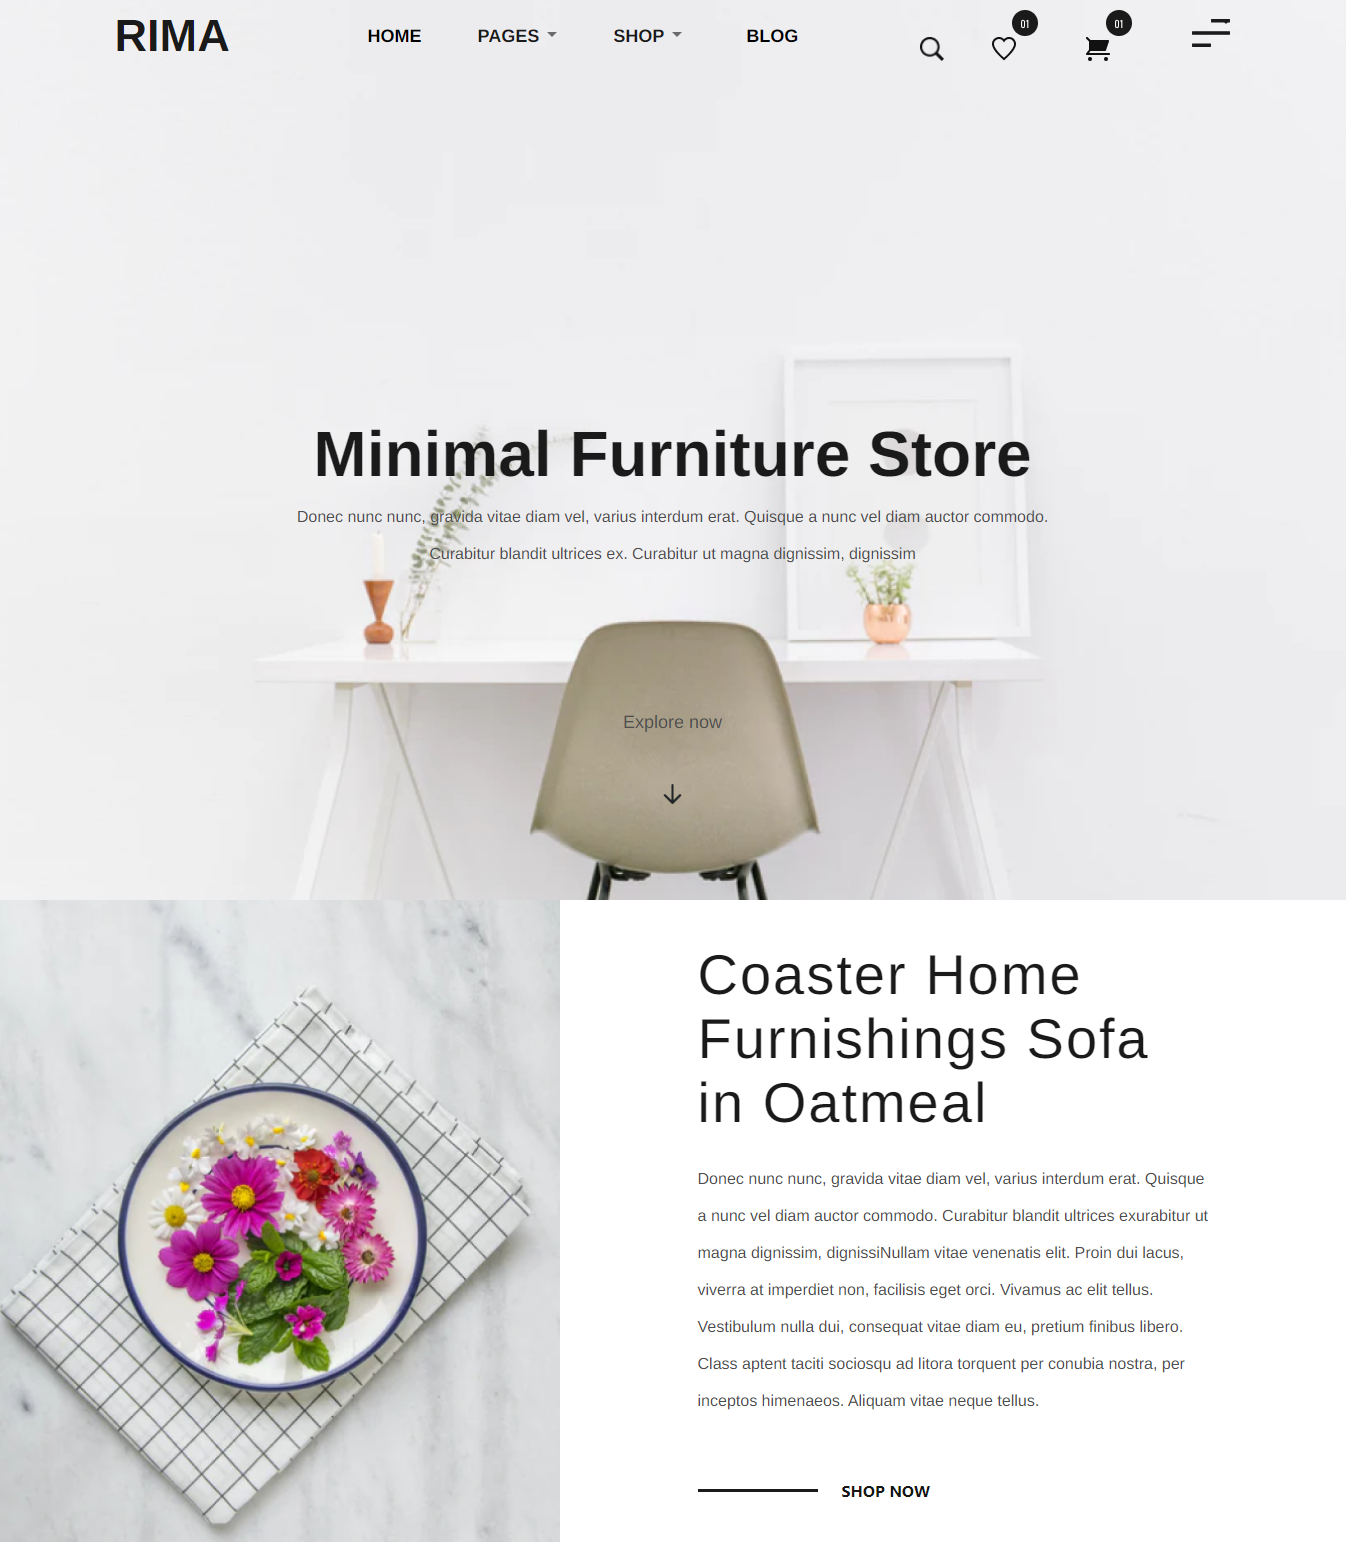 RIMA
HOME PAGES SHOP BLOG
01 01
Minimal Furniture Store
Donec nunc nunc, gravida vitae diam vel, varius interdum erat. Quisque a nunc vel diam auctor commodo.
Curabitur blandit ultrices ex. Curabitur ut magna dignissim, dignissim
Explore now
Coaster Home
Furnishings Sofa
in Oatmeal
Donec nunc nunc, gravida vitae diam vel, varius interdum erat. Quisque
a nunc vel diam auctor commodo. Curabitur blandit ultrices exurabitur ut
magna dignissim, dignissiNullam vitae venenatis elit. Proin dui lacus,
viverra at imperdiet non, facilisis eget orci. Vivamus ac elit tellus.
Vestibulum nulla dui, consequat vitae diam eu, pretium finibus libero.
Class aptent taciti sociosqu ad litora torquent per conubia nostra, per
inceptos himenaeos. Aliquam vitae neque tellus.
SHOP NOW